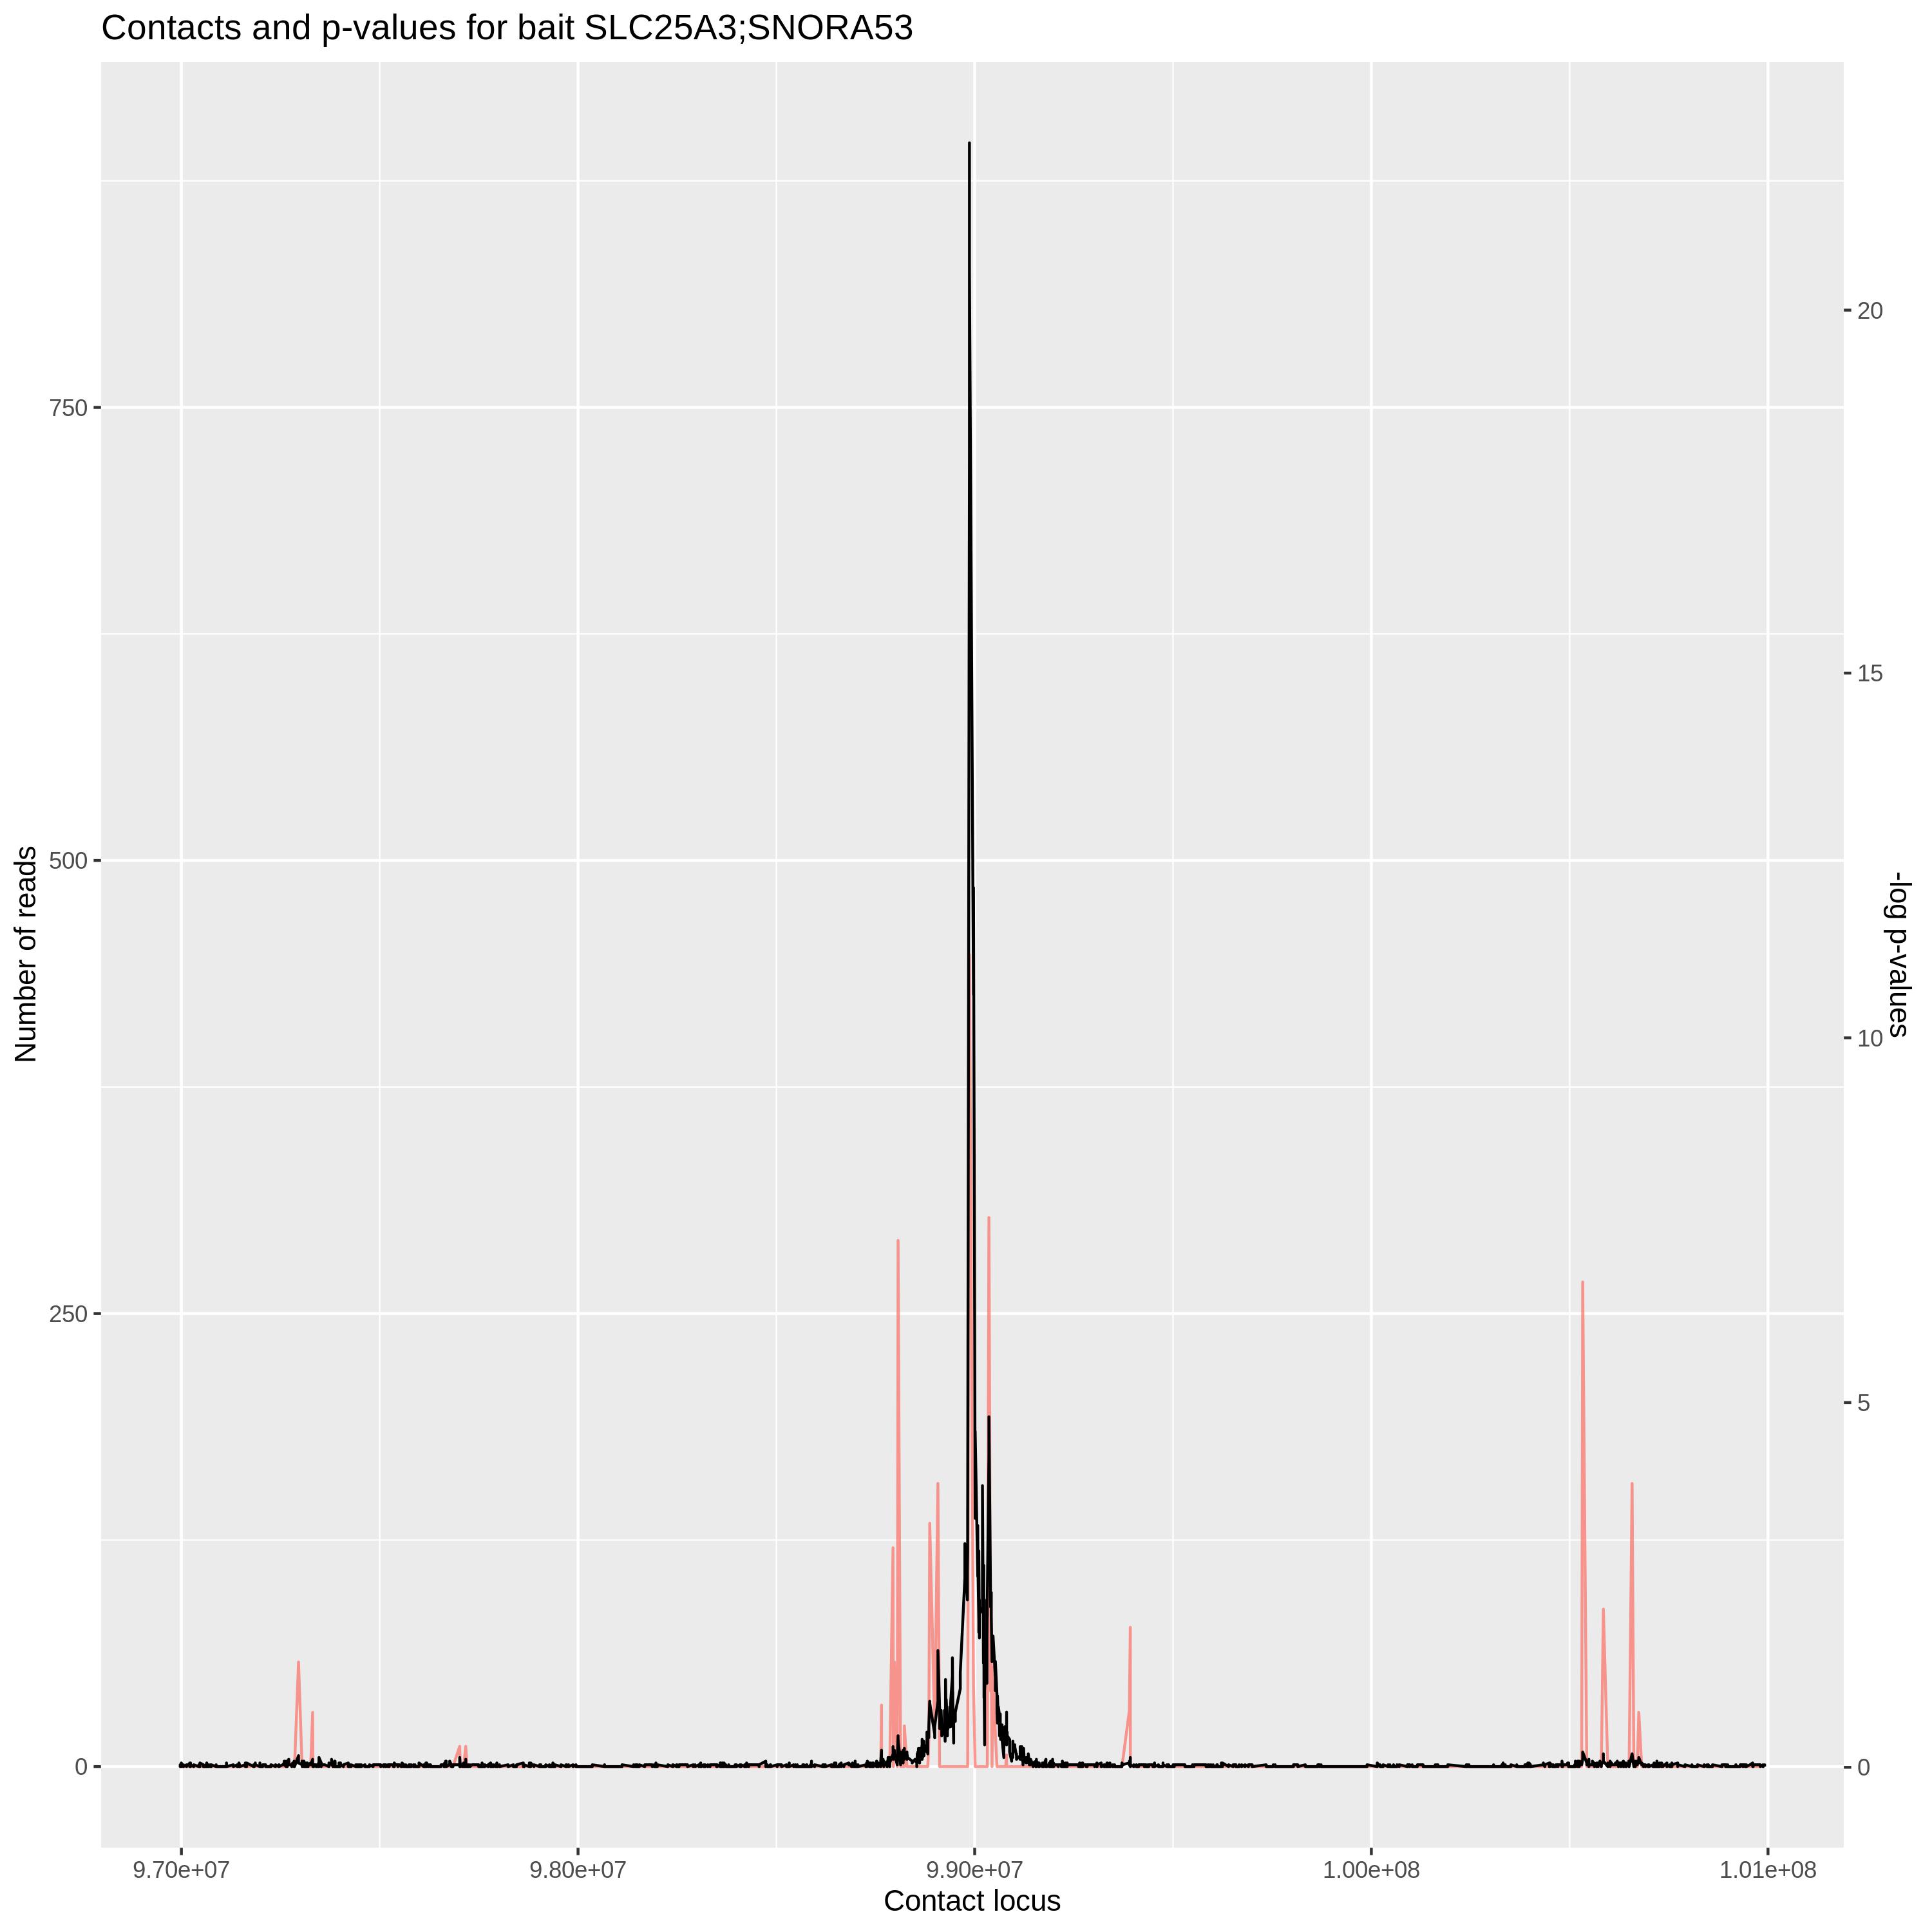 Contacts and p-values for bait SLC25A3;SNORA53
Number of reads
750
500
250
0
20
15
10
5
0
-log p-values
9.70e+07 9.80e+07 9.90e+07 1.00e+08 1.01e+08
Contact locus